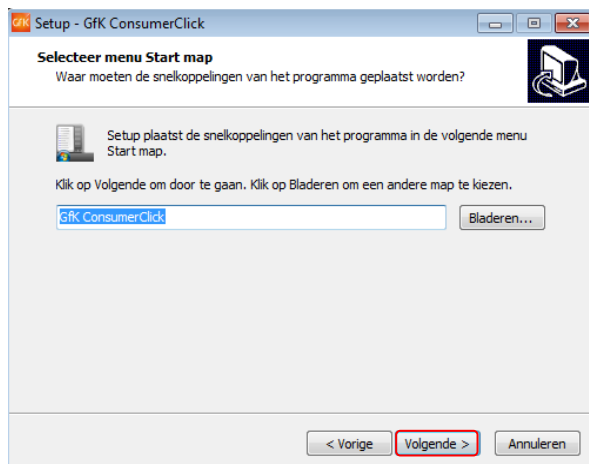 GfK Setup - GfK ConsumerClick
Selecteer menu Start map
Waar moeten de snelkoppelingen van het programma geplaatst worden?
Setup plaatst de snelkoppelingen van het programma in de volgende menu
Start map.
Klik op Volgende om door te gaan. Klik op Bladeren om een andere map te kiezen.
GfK ConsumerClick Bladeren...
< Vorige Volgende > Annuleren